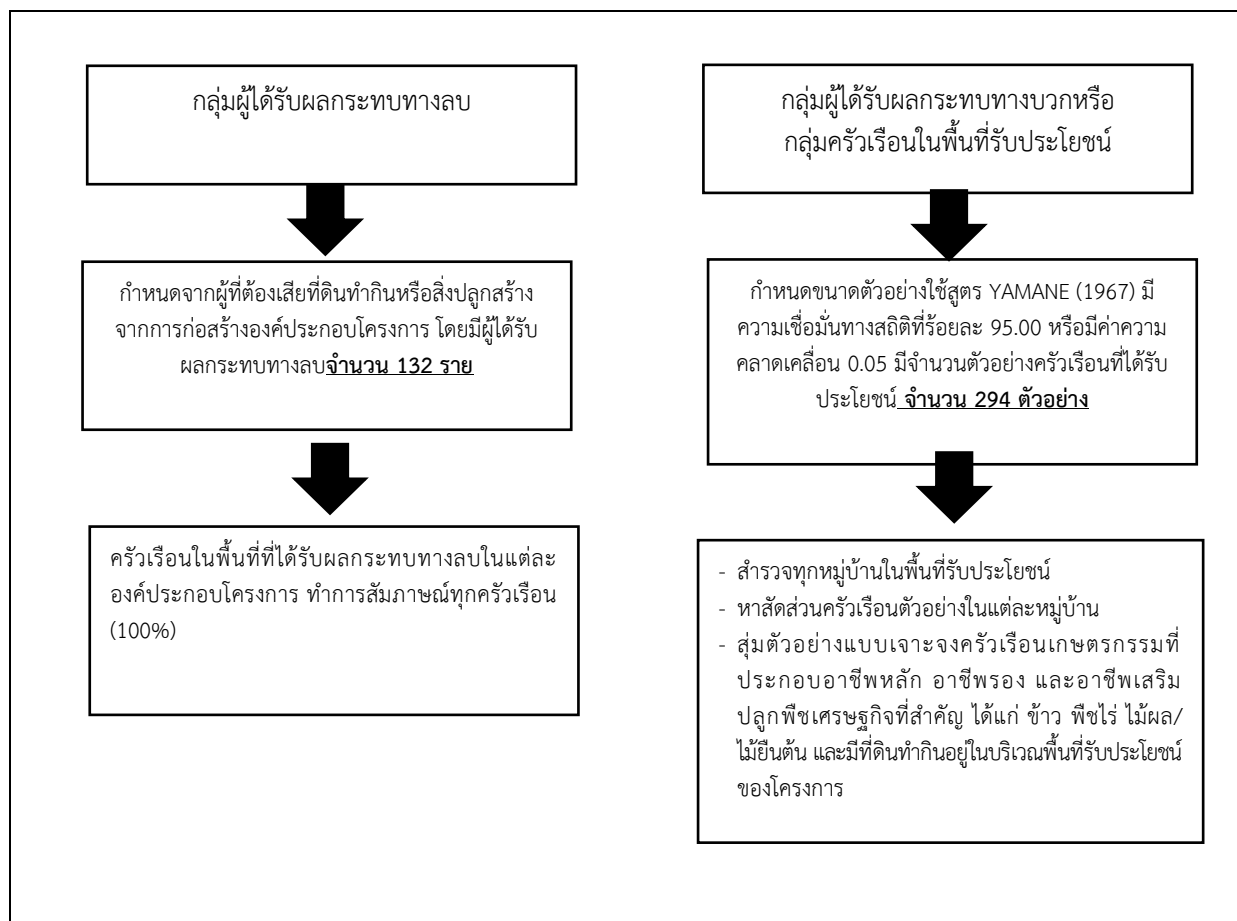 กลุ่มผู้ได้รับผลกระทบทางลบ
กำหนดจากผู้ที่ต้องเสียที่ดินทำกินหรือสิ่งปลูกสร้าง
จากการก่อสร้างองค์ประกอบโครงการ โดยมีผู้ได้รับ
ผลกระทบทางลบจำนวน 132 ราย
ครัวเรือนในพื้นที่ที่ได้รับผลกระทบทางลบในแต่ละ
องค์ประกอบโครงการ ทำการสัมภาษณ์ทุกครัวเรือน
(100%)
กลุ่มผู้ได้รับผลกระทบทางบวกหรือ
กลุ่มครัวเรือนในพื้นที่รับประโยชน์
กำหนดขนาดตัวอย่างใช้สูตร YAMANE (1967) มี
ความเชื่อมั่นทางสถิติที่ร้อยละ 95.00 หรือมีค่าความ
คลาดเคลื่อน 0.05 มีจำนวนตัวอย่างครัวเรือนที่ได้รับ
ประโยชน์ จำนวน 294 ตัวอย่าง
- สำรวจทุกหมู่บ้านในพื้นที่รับประโยชน์
- หาสัดส่วนครัวเรือนตัวอย่างในแต่ละหมู่บ้าน
- สุ่มตัวอย่างแบบเจาะจงครัวเรือนเกษตรกรรมที่
ประกอบอาชีพหลัก อาชีพรอง และอาชีพเสริม
ปลูกพืชเศรษฐกิจที่สำคัญ ได้แก่ ข้าว พืชไร่ ไม้ผล/
ไม้ยืนต้น และมีที่ดินทำกินอยู่ในบริเวณพื้นที่รับประโยชน์
ของโครงการ